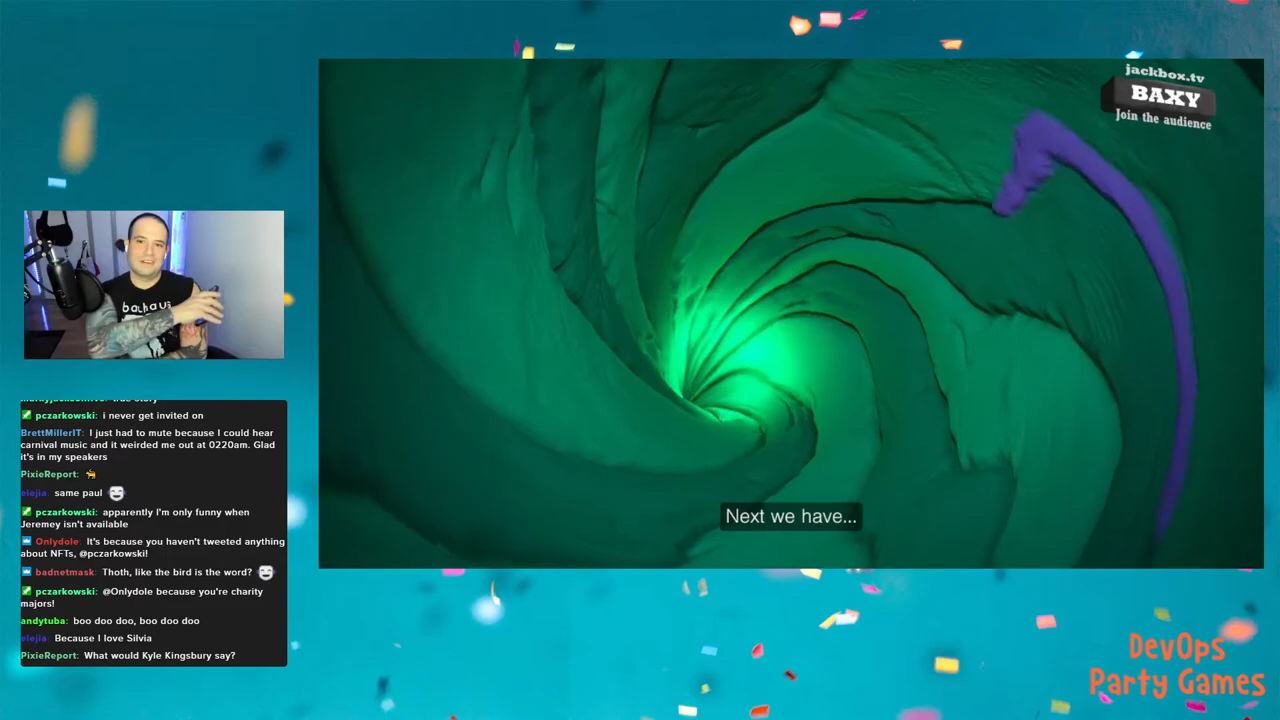 jackbox.tv
BAXY
Join the audience
bauhaus
pczarkowski: i never get invited on
BrettMillerIT: I just had to mute because I could hear
carnival music and it weirded me out at 0220am. Glad
it's in my speakers
PixieReport:
elejia: same paul
pczarkowski: apparently I'm only funny when
Jeremey isn't available
Onlydole: It's because you haven't tweeted anything
about NFTs, @pczarkowski!
badnetmask: Thoth, like the bird is the word?
pczarkowski: @Onlydole because you're charity
majors!
andytuba: boo doo doo, boo doo doo
elejia: Because I love Silvia
PixieReport: What would Kyle Kingsbury say?
Next we have...
DevOps
Party Games